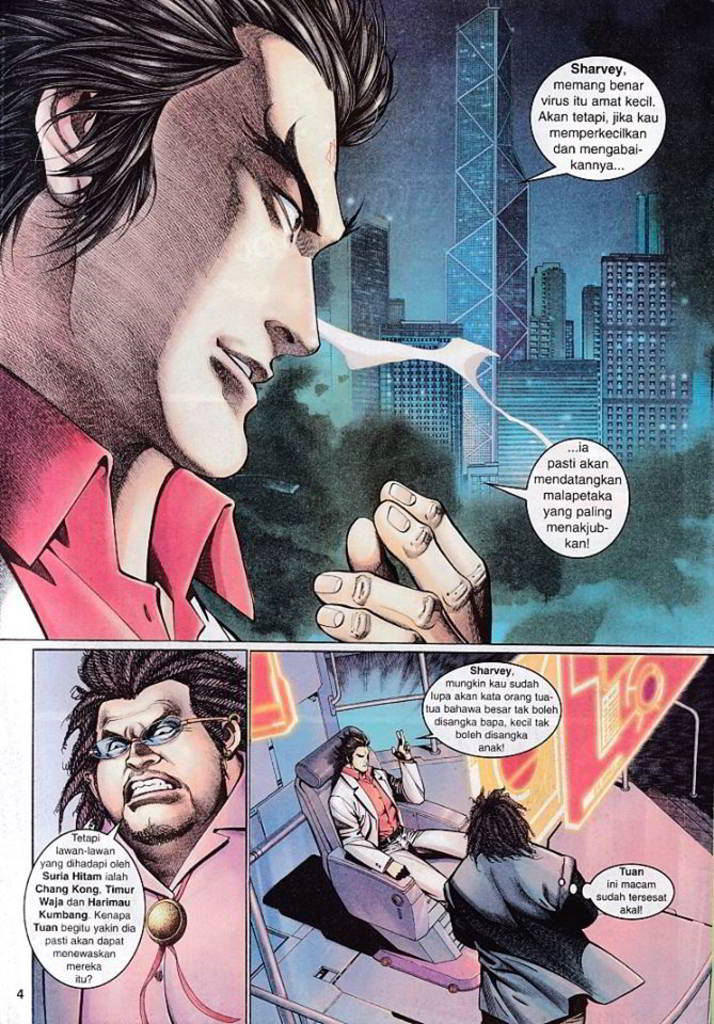 Sharvey,
memang benar
virus itu amat kecil.
Akan tetapi, jika kau
memperkecilkan
dan mengabai-
kannya...
...ia
pasti akan
mendatangkan
malapetaka
yang paling
menakjub-
kan!
Tetapi
lawan-lawan
yang dihadapi oleh
Suria Hitam ialah
Chang Kong, Timur
Waja dan Harimau
Kumbang. Kenapa
Tuan begitu yakin dia
pasti akan dapat
menewaskan
mereka
itu?
Sharvey,
mungkin kau sudah
lupa akan kata orang tua-
tua bahawa besar tak boleh
disangka bapa, kecil tak
boleh disangka
anak!
Tuan
ini macam
sudah tersesat
akal!
4